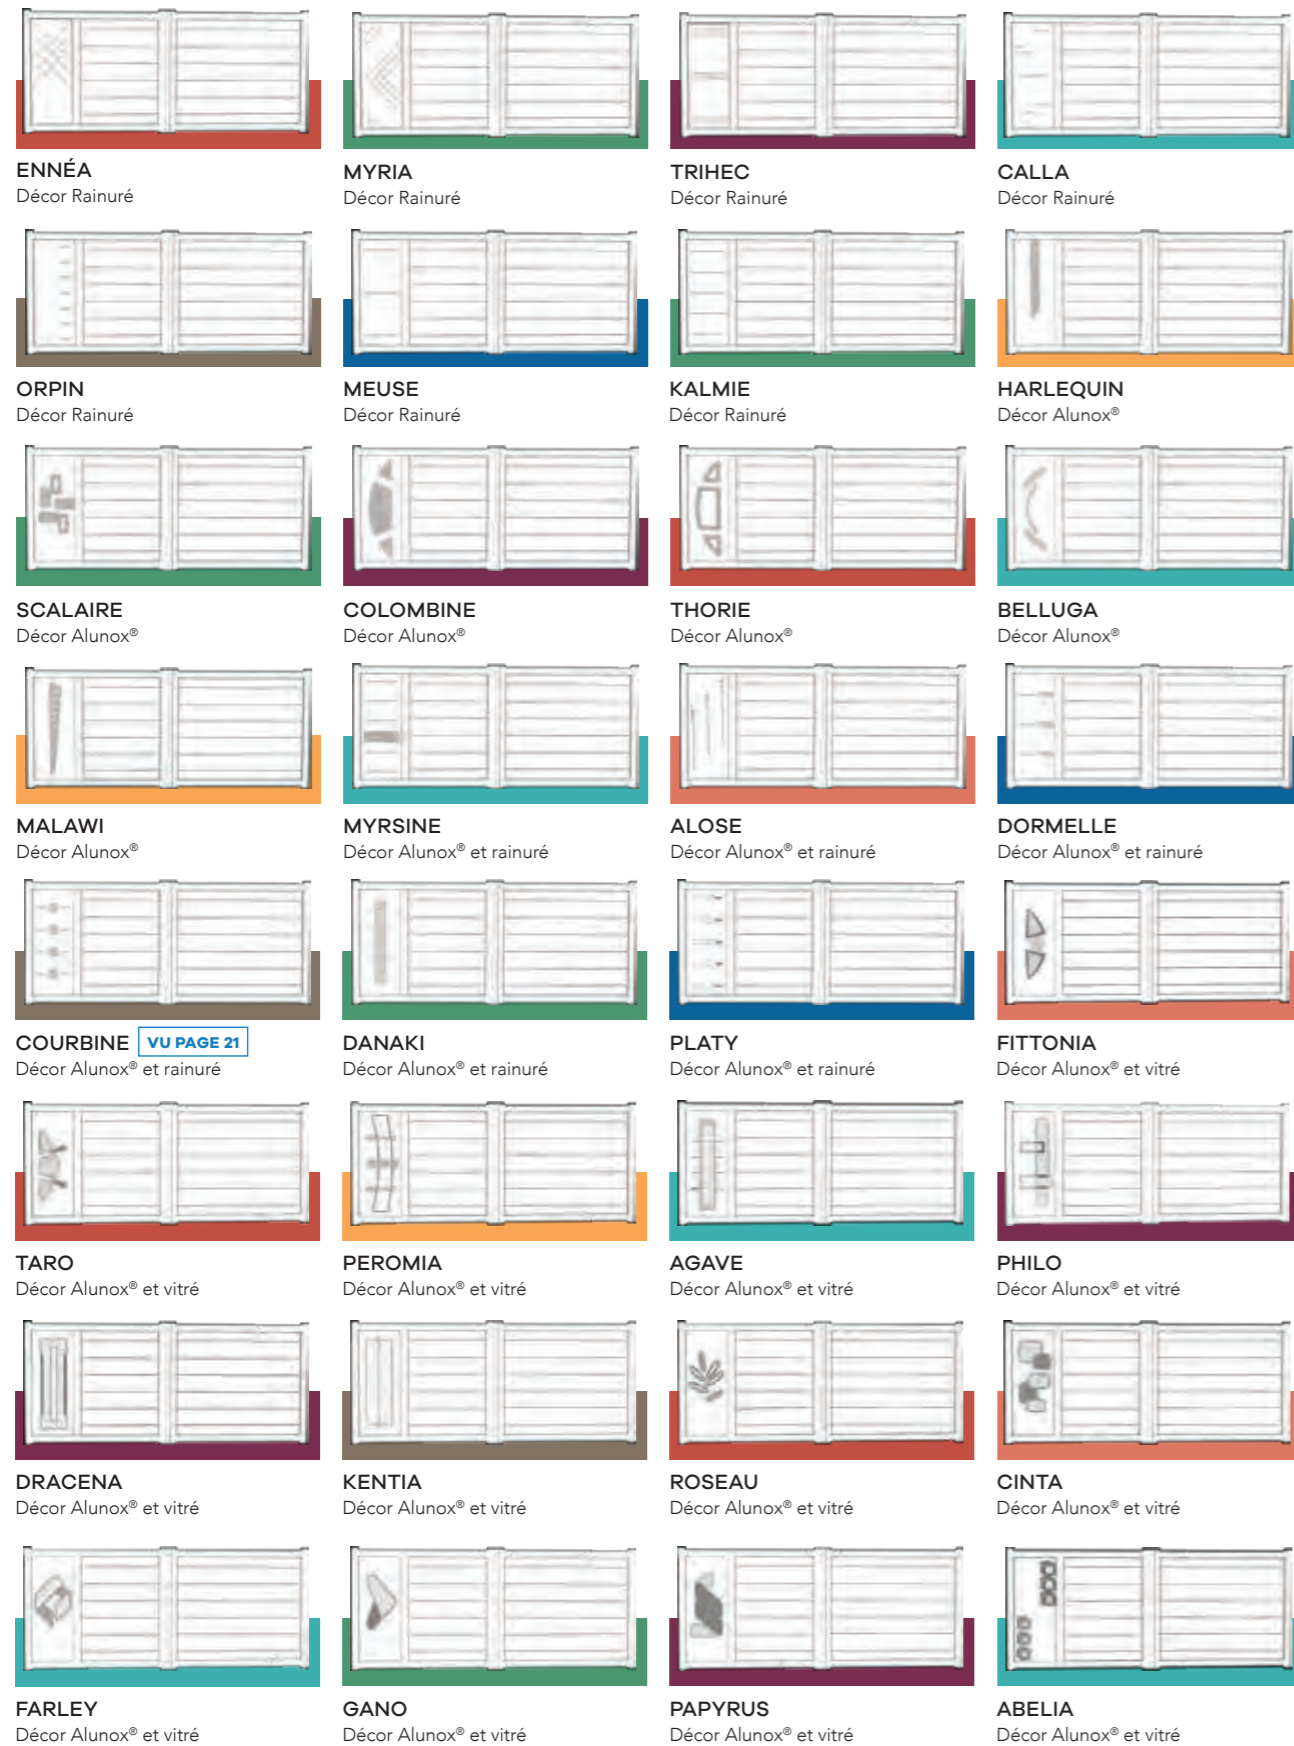 ENNÉA
Décor Rainuré
MYRIA
Décor Rainuré
TRIHEC
Décor Rainuré
CALLA
Décor Rainuré
ORPIN
Décor Rainuré
MEUSE
Décor Rainuré
KALMIE
Décor Rainuré
HARLEQUIN
Décor Alunox®
SCALAIRE
Décor Alunox®
COLOMBINE
Décor Alunox®
THORIE
Décor Alunox®
BELLUGA
Décor Alunox®
MALAWI
Décor Alunox®
MYRSINE
Décor Alunox® et rainuré
ALOSE
Décor Alunox® et rainuré
DORMELLE
Décor Alunox® et rainuré
COURBINE VU PAGE 21
Décor Alunox® et rainuré
DANAKI
Décor Alunox® et rainuré
PLATY
Décor Alunox® et rainuré
FITTONIA
Décor Alunox® et vitré
TARO
Décor Alunox® et vitré
PEROMIA
Décor Alunox® et vitré
AGAVE
Décor Alunox® et vitré
PHILO
Décor Alunox® et vitré
DRACENA
Décor Alunox® et vitré
KENTIA
Décor Alunox® et vitré
ROSEAU
Décor Alunox® et vitré
CINTA
Décor Alunox® et vitré
FARLEY
Décor Alunox® et vitré
GANO
Décor Alunox® et vitré
PAPYRUS
Décor Alunox® et vitré
ABELIA
Décor Alunox® et vitré